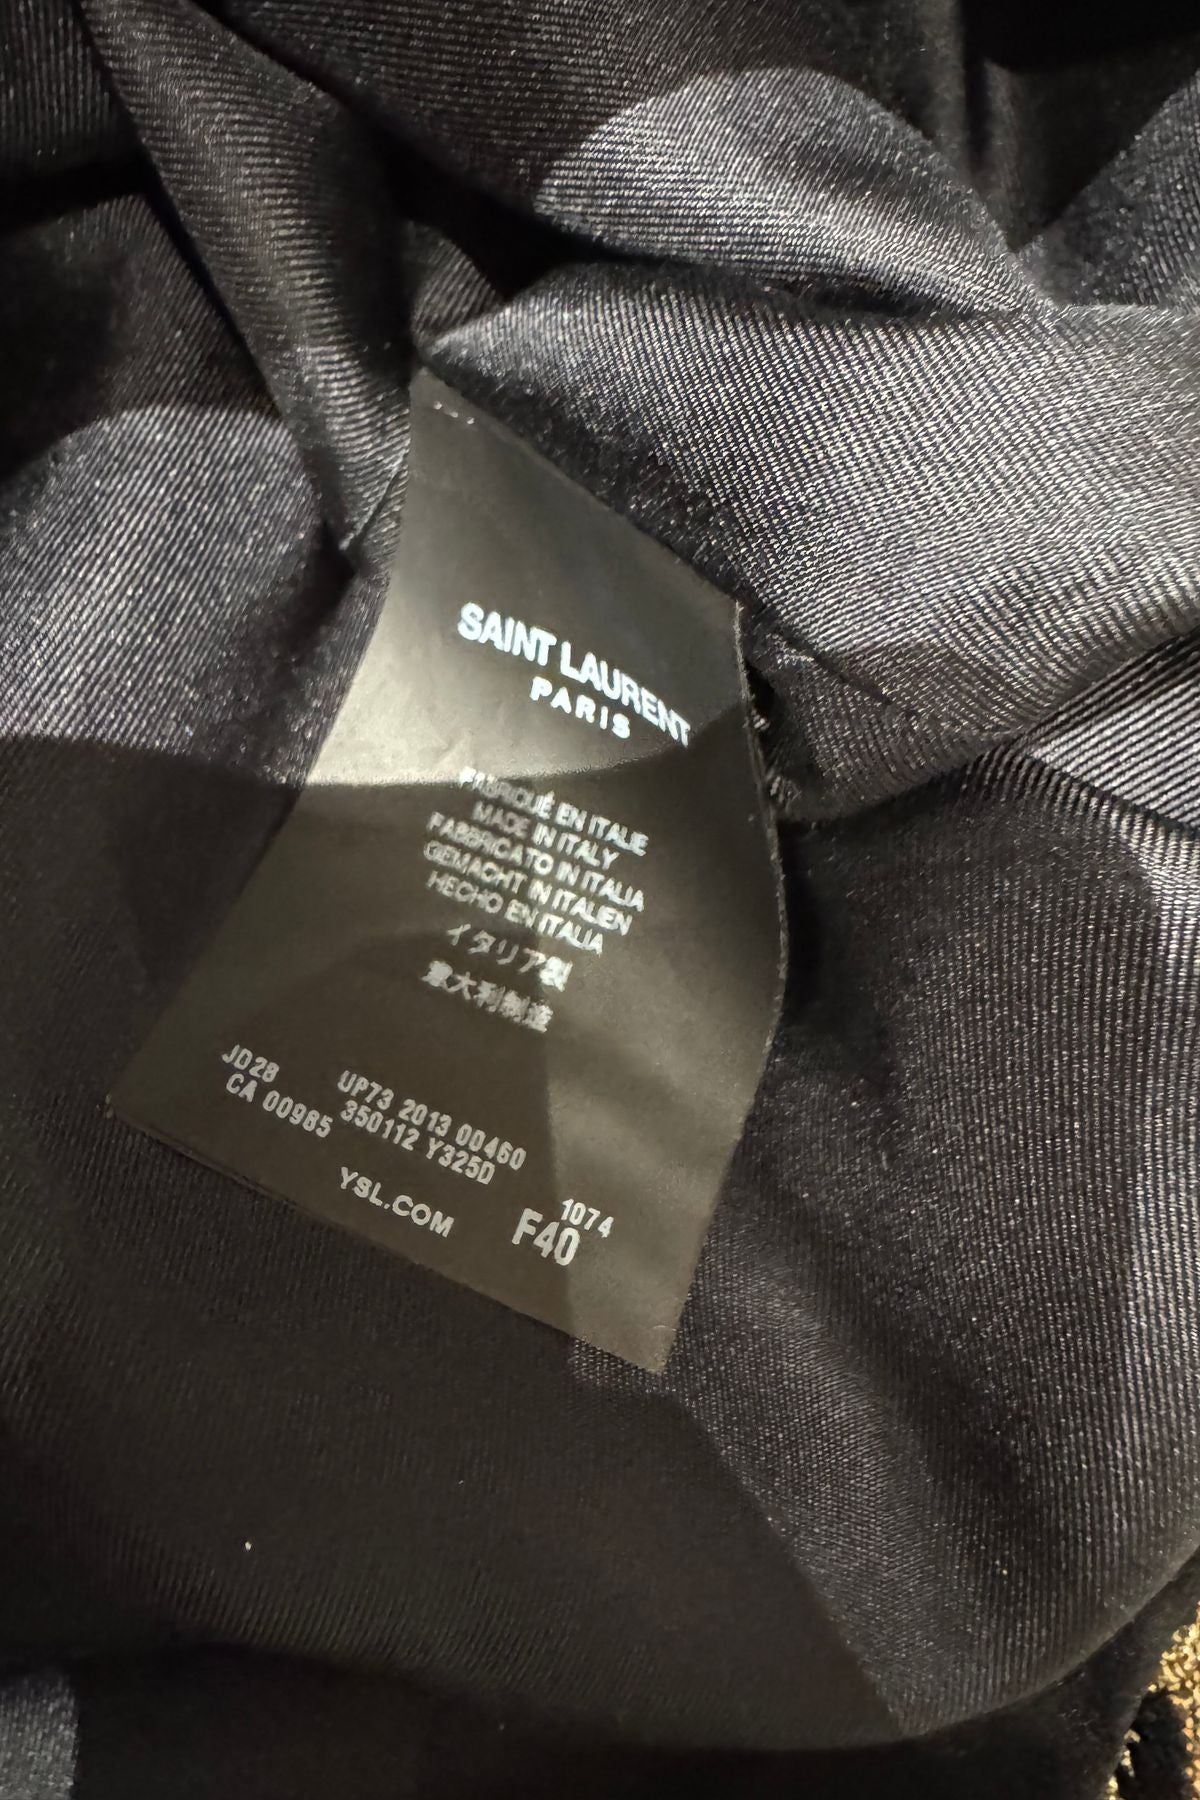 SAINT LAURENT
PARIS
FABRIQUÉ EN ITALIE
MADE IN ITALY
FABBRICATO IN ITALIA
GEMACHT IN ITALIEN
HECHO EN ITALIA
イタリア製
意大利制造
JD28 UP73 2013 00460
CA 00985 350112 Y325D
1074
YSL.COM F40